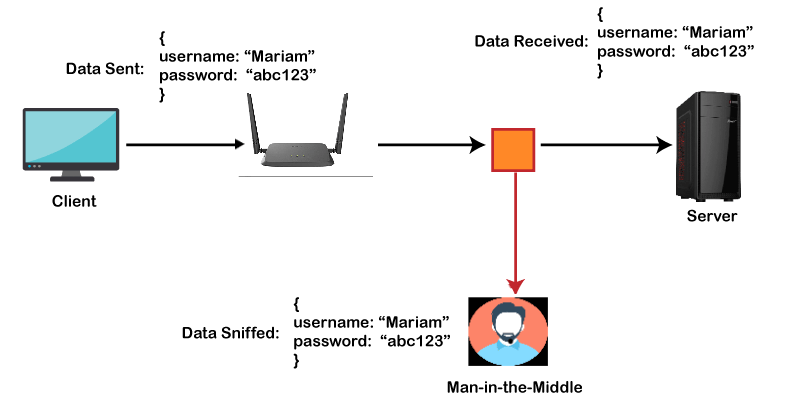 Data Sent:
{
username: “Mariam”
password:  “abc123”
}
Data Received:
{
username: “Mariam”
password:  “abc123”
}
Client
Server
Data Sniffed:
{
username: “Mariam”
password:  “abc123”
}
Man-in-the-Middle